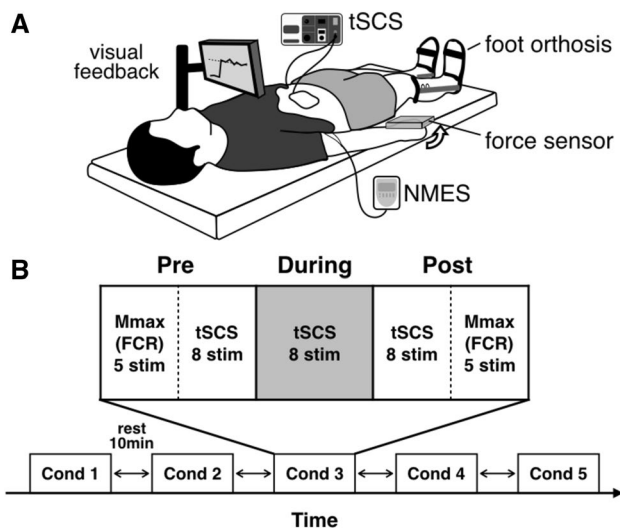 A
tSCS
visual
feedback
foot orthosis
force sensor
NMES
B
Pre
During
Post
Mmax
(FCR)
5 stim
tSCS
8 stim
tSCS
8 stim
tSCS
8 stim
Mmax
(FCR)
5 stim
rest
10min
Cond 1
Cond 2
Cond 3
Cond 4
Cond 5
Time